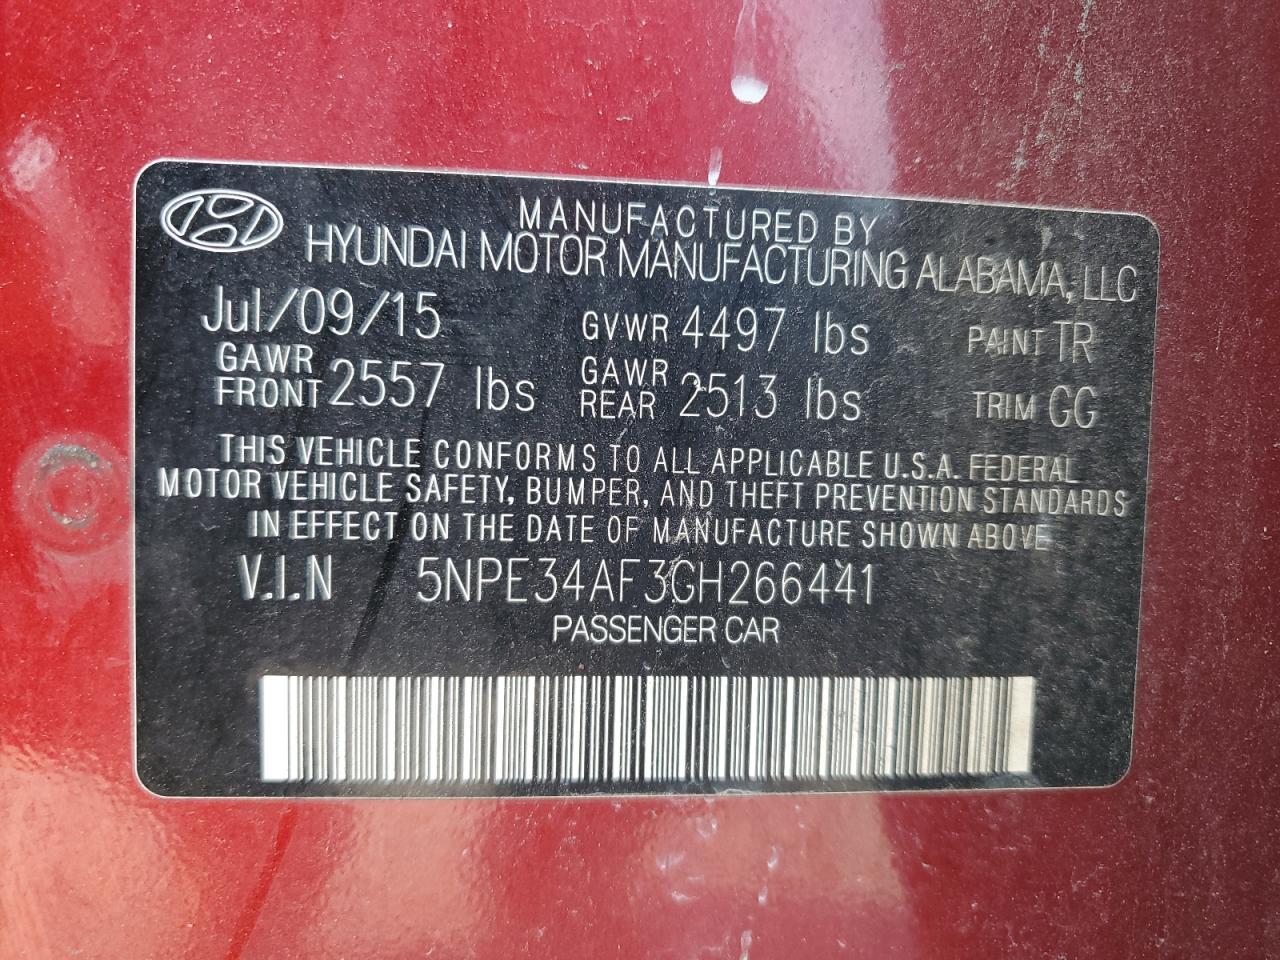 MANUFACTURED BY
HYUNDAI MOTOR MANUFACTURING ALABAMA, LLC
Jul/09/15 GVWR 4497 lbs PAINT TR
GAWR FRONT 2557 lbs GAWR REAR 2513 lbs TRIM GG
THIS VEHICLE CONFORMS TO ALL APPLICABLE U.S.A. FEDERAL
MOTOR VEHICLE SAFETY, BUMPER, AND THEFT PREVENTION STANDARDS
IN EFFECT ON THE DATE OF MANUFACTURE SHOWN ABOVE
V.I.N 5NPE34AF3GH266441
PASSENGER CAR